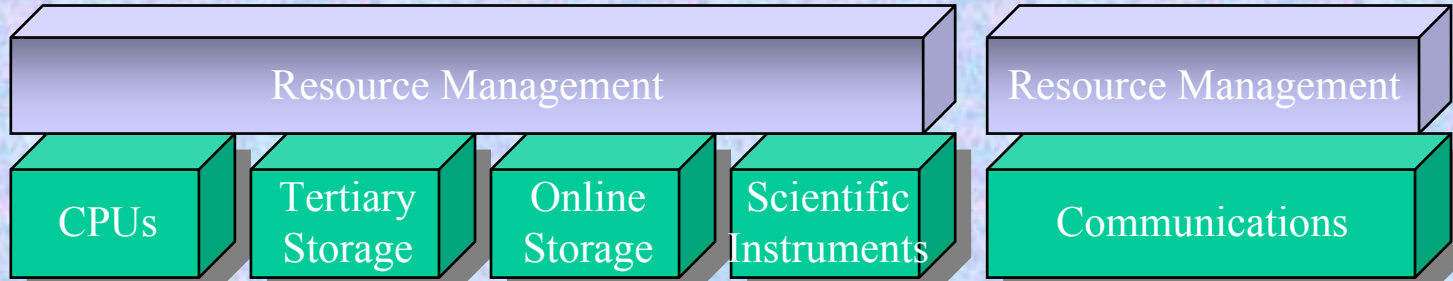 Resource Management
Resource Management
CPUs
Tertiary
Storage
Online
Storage
Scientific
Instruments
Communications